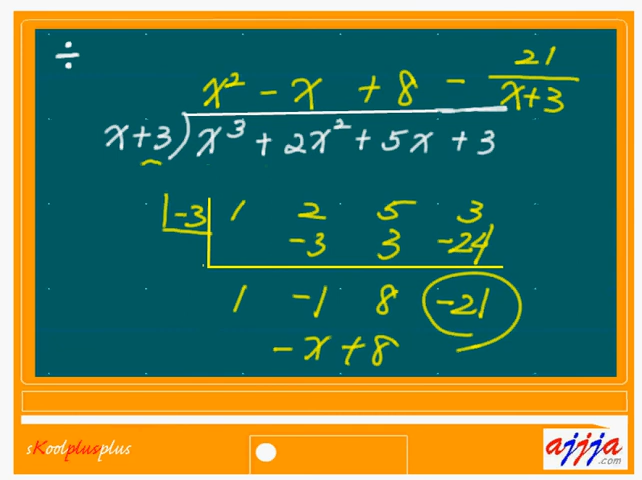 ÷
x² - x + 8 - 21/(x+3)
x+3) x³ + 2x² + 5x + 3
-3 1 2 5 3
-3 3 -24
1 -1 8 -21
-x + 8
sKoolplusplus
ajjja
.com